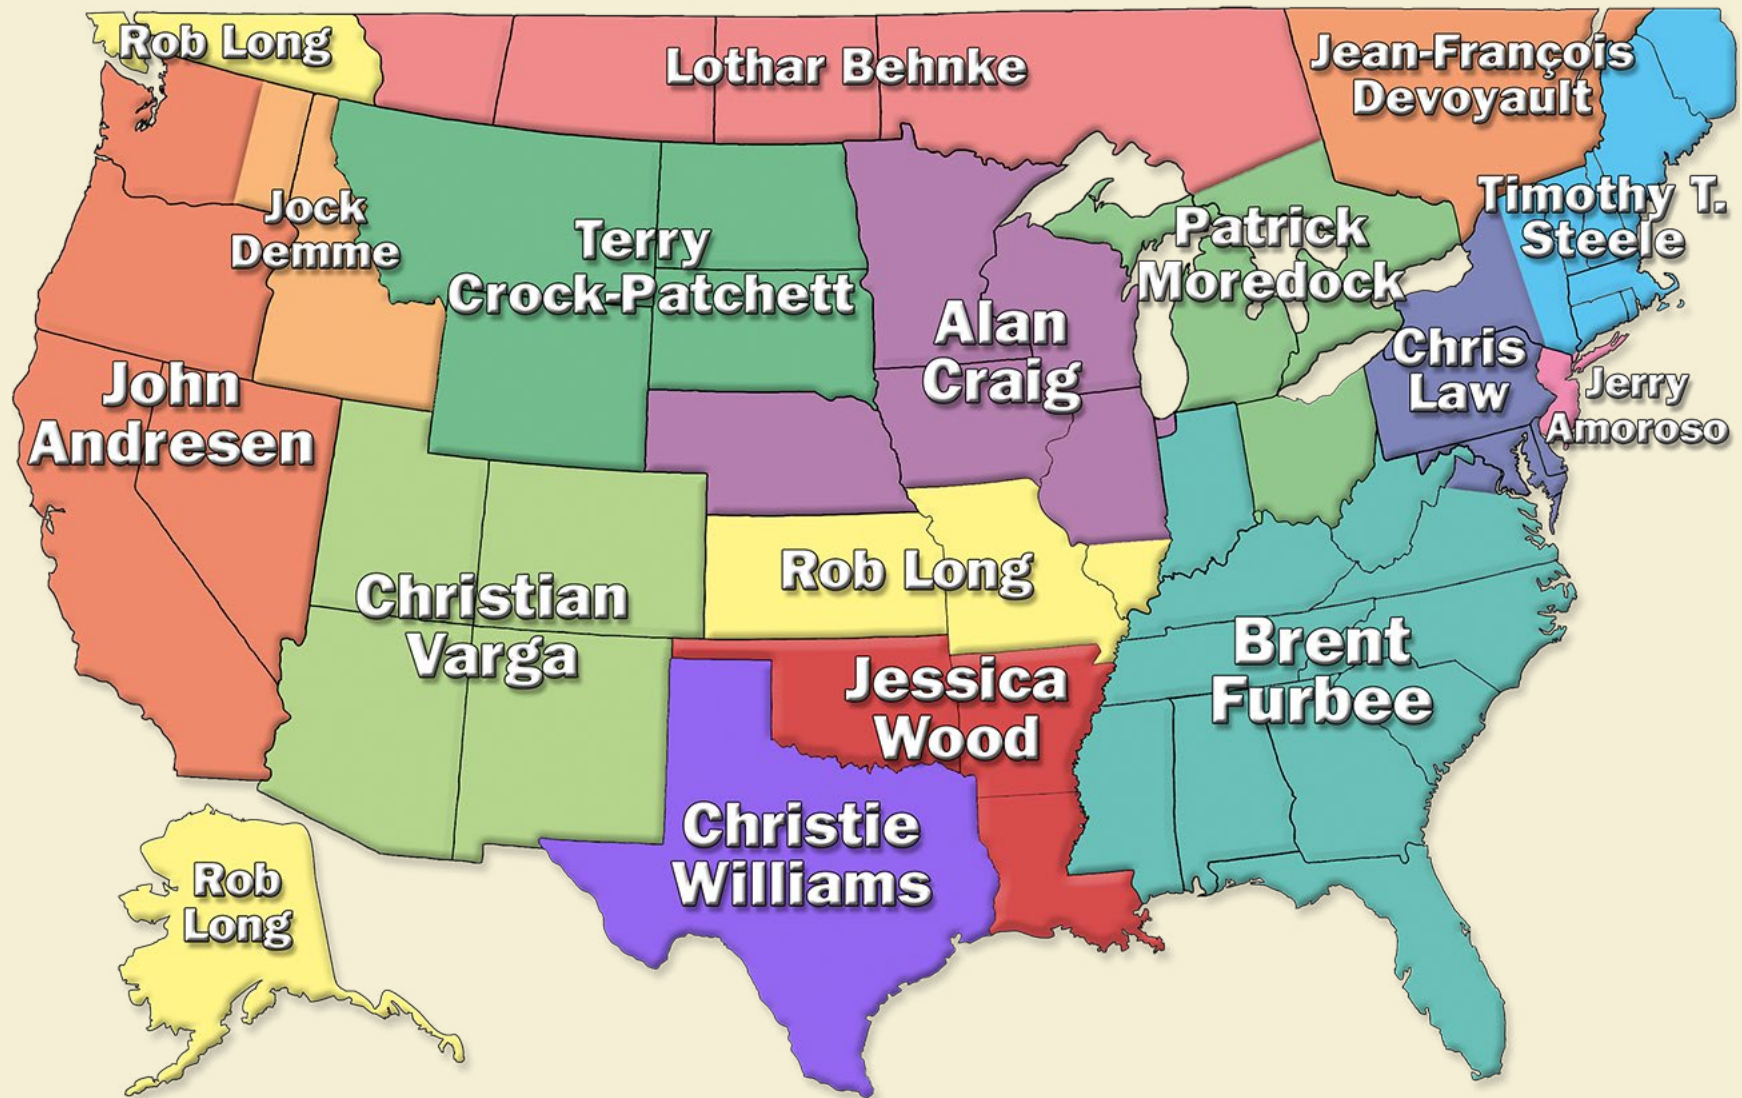 Rob Long
Lothar Behnke
Jean-François
Devoyault
Jock
Demme
Terry
Crock-Patchett
Patrick
Moredock
Timothy T.
Steele
Alan
Craig
Chris
Law
Jerry
Amoroso
John
Andresen
Christian
Varga
Rob Long
Brent
Furbee
Jessica
Wood
Christie
Williams
Rob
Long